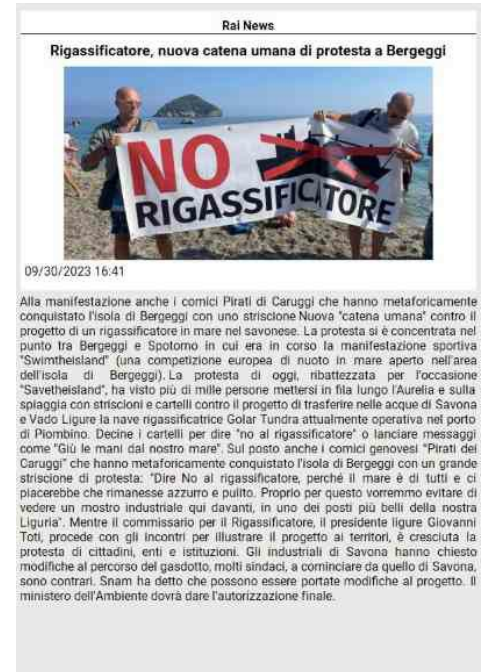 Rai News
Rigassificatore, nuova catena umana di protesta a Bergeggi
NO
RIGASSIFICATORE
09/30/2023 16:41
Alla manifestazione anche i comici Pirati di Caruggi che hanno metaforicamente
conquistato l'isola di Bergeggi con uno striscione Nuova "catena umana" contro il
progetto di un rigassificatore in mare nel savonese. La protesta si è concentrata nel
punto tra Bergeggi e Spotorno in cui era in corso la manifestazione sportiva
"Swimtheisland" (una competizione europea di nuoto in mare aperto nell'area
dell'isola di Bergeggi). La protesta di oggi, ribattezzata per l'occasione
"Savetheisland", ha visto più di mille persone mettersi in fila lungo l'Aurelia e sulla
spiaggia con striscioni e cartelli contro il progetto di trasferire nelle acque di Savona
e Vado Ligure la nave rigassificatrice Golar Tundra attualmente operativa nel porto
di Piombino. Decine i cartelli per dire "no al rigassificatore" o lanciare messaggi
come "Giù le mani dal nostro mare". Sul posto anche i comici genovesi "Pirati dei
Caruggi" che hanno metaforicamente conquistato l'isola di Bergeggi con un grande
striscione di protesta: "Dire No al rigassificatore, perché il mare è di tutti e ci
piacerebbe che rimanesse azzurro e pulito. Proprio per questo vorremmo evitare di
vedere un mostro industriale qui davanti, in uno dei posti più belli della nostra
Liguria". Mentre il commissario per il Rigassificatore, il presidente ligure Giovanni
Toti, procede con gli incontri per illustrare il progetto ai territori, è cresciuta la
protesta di cittadini, enti e istituzioni. Gli industriali di Savona hanno chiesto
modifiche al percorso del gasdotto, molti sindaci, a cominciare da quello di Savona,
sono contrari. Snam ha detto che possono essere portate modifiche al progetto. Il
ministero dell'Ambiente dovrà dare l'autorizzazione finale.